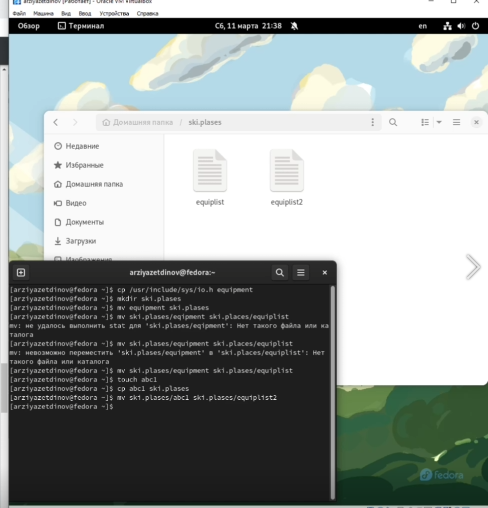 arziyazetdinov [Работает] - Oracle VM VirtualBox
Файл Машина Вид Ввод Устройства Справка
Обзор Терминал Сб, 11 марта 21:38 en
Домашняя папка / ski.plases
Недавние
Избранные
Домашняя папка
Видео
Документы
Загрузки
Изображения
equiplist equiplist2
arziyazetdinov@fedora:~
[arziyazetdinov@fedora ~]$ cp /usr/include/sys/io.h equipment
[arziyazetdinov@fedora ~]$ mkdir ski.plases
[arziyazetdinov@fedora ~]$ mv equipment ski.plases
[arziyazetdinov@fedora ~]$ mv ski.plases/eqipment ski.places/equiplist
mv: не удалось выполнить stat для 'ski.plases/eqipment': Нет такого файла или ка
талога
[arziyazetdinov@fedora ~]$ mv ski.plases/equipment ski.places/equiplist
mv: невозможно переместить 'ski.plases/equipment' в 'ski.places/equiplist': Нет
такого файла или каталога
[arziyazetdinov@fedora ~]$ mv ski.plases/equipment ski.plases/equiplist
[arziyazetdinov@fedora ~]$ touch abc1
[arziyazetdinov@fedora ~]$ cp abc1 ski.plases
[arziyazetdinov@fedora ~]$ mv ski.plases/abc1 ski.plases/equiplist2
[arziyazetdinov@fedora ~]$
fedora